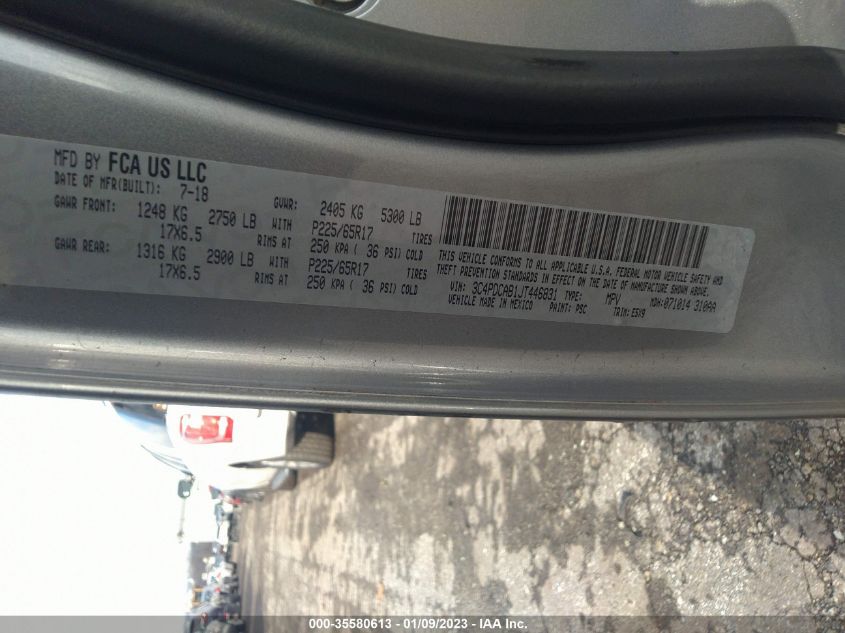 MFD BY FCA US LLC
DATE OF MFR(BUILT): 7-18 GVWR: 2405 KG 5300 LB
GAWR FRONT: 1248 KG 2750 LB WITH P225/65R17 TIRES
17X6.5 RIMS AT 250 KPA ( 36 PSI) COLD
GAWR REAR: 1316 KG 2900 LB WITH P225/65R17 TIRES
17X6.5 RIMS AT 250 KPA ( 36 PSI) COLD
THIS VEHICLE CONFORMS TO ALL APPLICABLE U.S.A. FEDERAL MOTOR VEHICLE SAFETY AND
THEFT PREVENTION STANDARDS IN EFFECT ON THE DATE OF MANUFACTURE SHOWN ABOVE.
VIN: 3C4PDCAB1JT446831 TYPE: MPV MDH: 071014 310AA
VEHICLE MADE IN MEXICO PAINT: PSC TRIM: E5X9
000-35580613 - 01/09/2023 - IAA Inc.